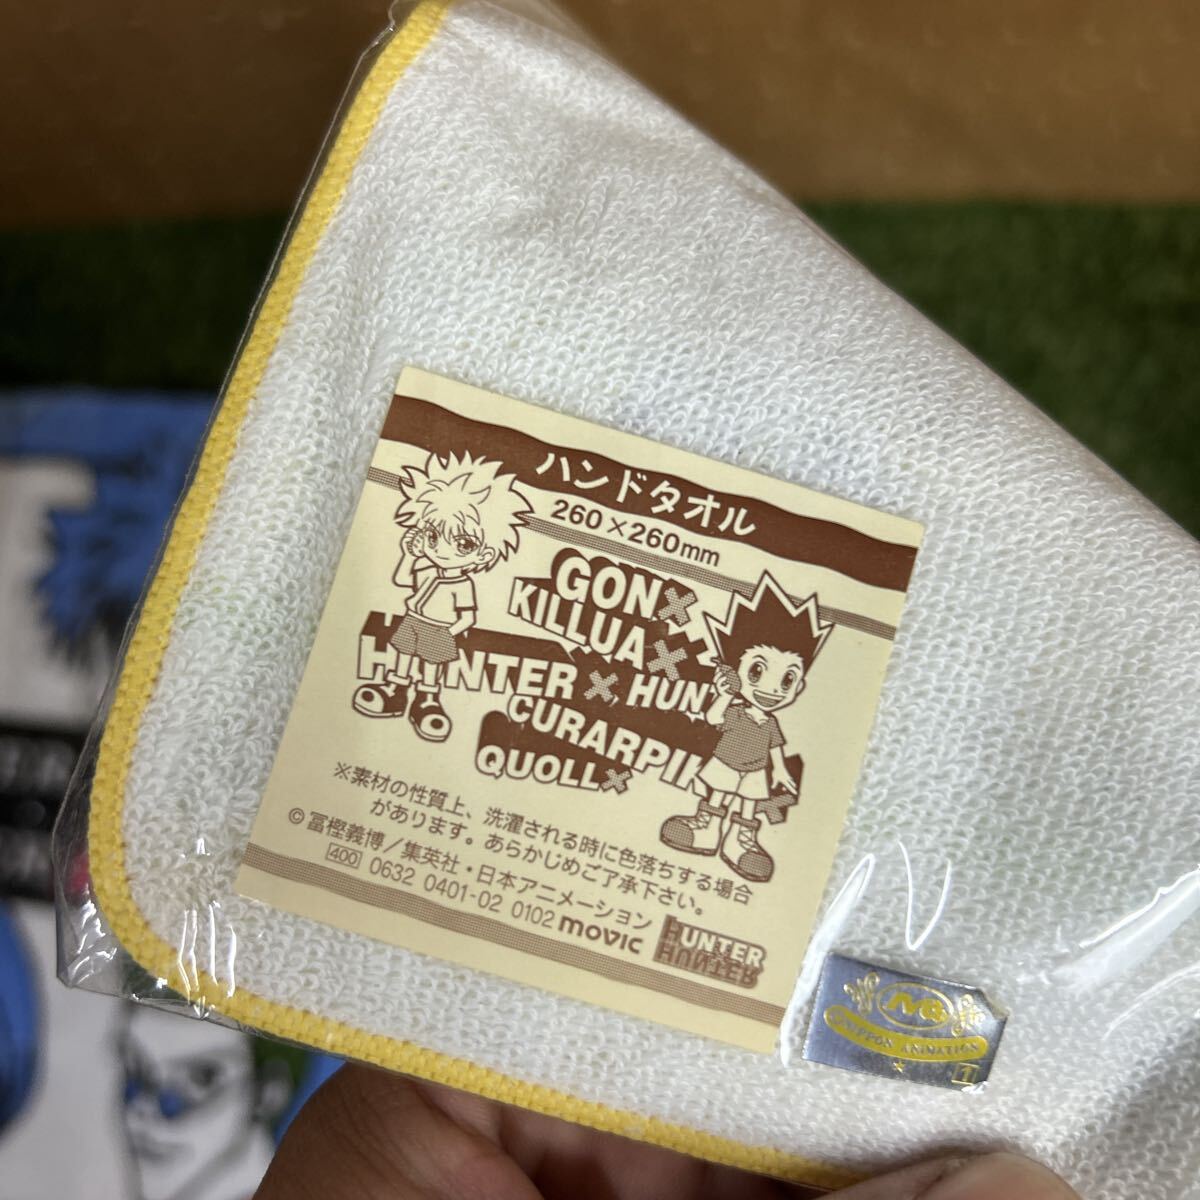 ハンドタオル
260×260mm
GON×
KILLUA×
HUNTER×HUNT
CURARPIK
QUOLL×
※素材の性質上、洗濯される時に色落ちする場合
があります。あらかじめご了承下さい。
©冨樫義博／集英社・日本アニメーション
400 0632 0401-02 0102 movic
HUNTER
HUNTER
NIPPON ANIMATION
1